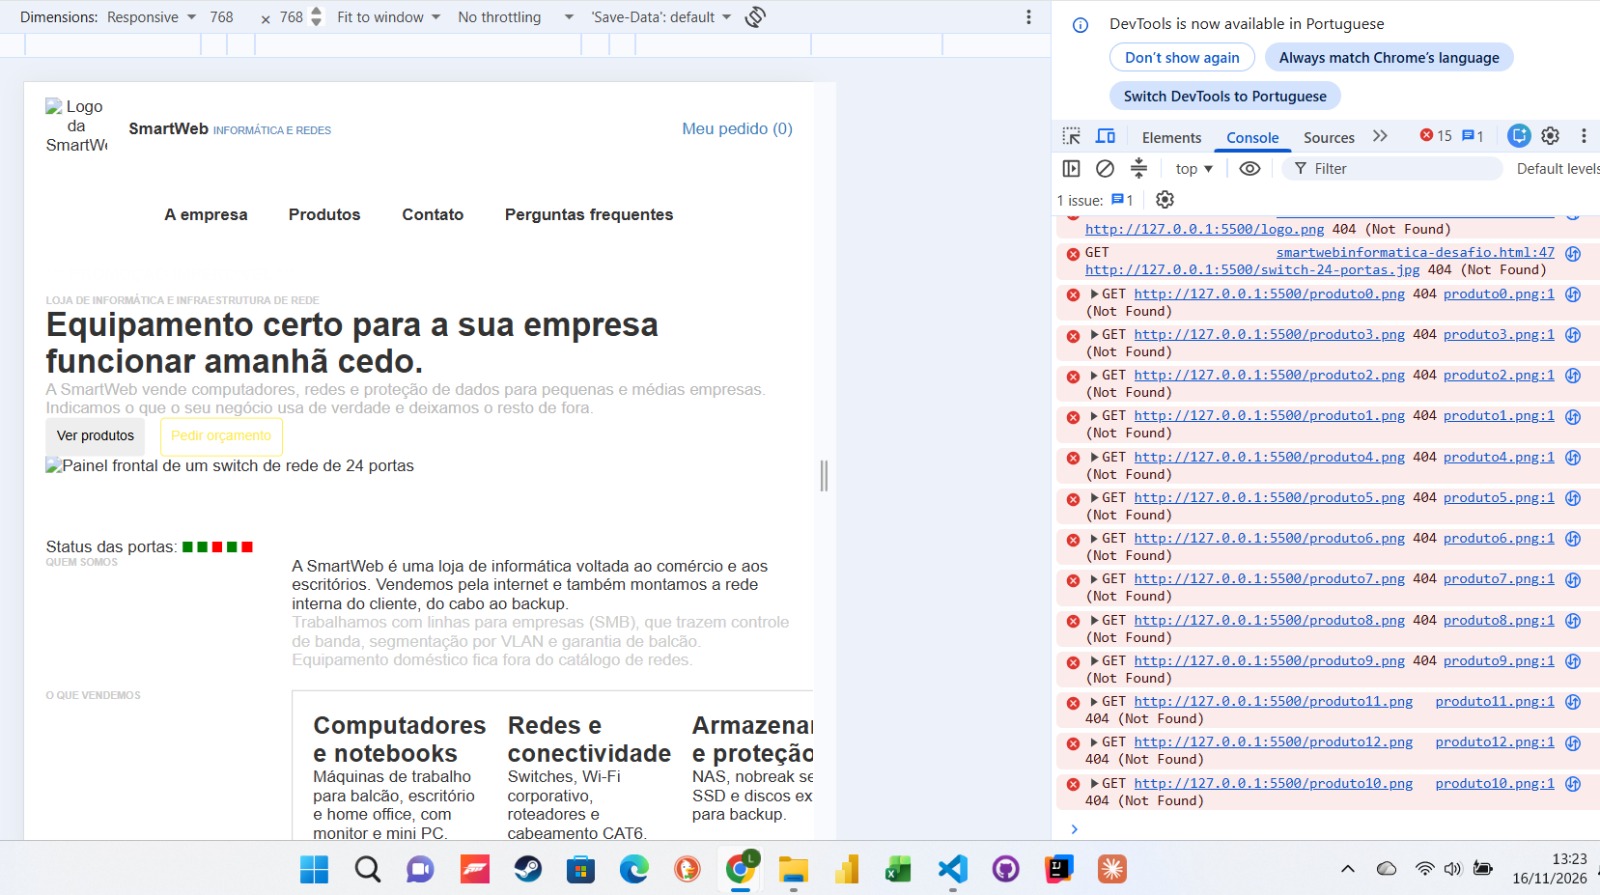 Dimensions: Responsive 768 × 768 Fit to window No throttling 'Save-Data': default
Logo
da
SmartWe
SmartWeb INFORMÁTICA E REDES
Meu pedido (0)
A empresa Produtos Contato Perguntas frequentes
LOJA DE INFORMÁTICA E INFRAESTRUTURA DE REDE
Equipamento certo para a sua empresa
funcionar amanhã cedo.
A SmartWeb vende computadores, redes e proteção de dados para pequenas e médias empresas.
Indicamos o que o seu negócio usa de verdade e deixamos o resto de fora.
Ver produtos Pedir orçamento
Painel frontal de um switch de rede de 24 portas
Status das portas:
QUEM SOMOS
A SmartWeb é uma loja de informática voltada ao comércio e aos
escritórios. Vendemos pela internet e também montamos a rede
interna do cliente, do cabo ao backup.
Trabalhamos com linhas para empresas (SMB), que trazem controle
de banda, segmentação por VLAN e garantia de balcão.
Equipamento doméstico fica fora do catálogo de redes.
O QUE VENDEMOS
Computadores
e notebooks
Máquinas de trabalho
para balcão, escritório
e home office, com
monitor e mini PC.
Redes e
conectividade
Switches, Wi-Fi
corporativo,
roteadores e
cabeamento CAT6.
Armazenar
e proteção
NAS, nobreak se
SSD e discos ex
para backup.
DevTools is now available in Portuguese
Don't show again Always match Chrome's language
Switch DevTools to Portuguese
Elements Console Sources 15 1
top Filter Default levels
1 issue: 1
http://127.0.0.1:5500/logo.png 404 (Not Found)
GET smartwebinformatica-desafio.html:47
http://127.0.0.1:5500/switch-24-portas.jpg 404 (Not Found)
GET http://127.0.0.1:5500/produto0.png 404 produto0.png:1
(Not Found)
GET http://127.0.0.1:5500/produto3.png 404 produto3.png:1
(Not Found)
GET http://127.0.0.1:5500/produto2.png 404 produto2.png:1
(Not Found)
GET http://127.0.0.1:5500/produto1.png 404 produto1.png:1
(Not Found)
GET http://127.0.0.1:5500/produto4.png 404 produto4.png:1
(Not Found)
GET http://127.0.0.1:5500/produto5.png 404 produto5.png:1
(Not Found)
GET http://127.0.0.1:5500/produto6.png 404 produto6.png:1
(Not Found)
GET http://127.0.0.1:5500/produto7.png 404 produto7.png:1
(Not Found)
GET http://127.0.0.1:5500/produto8.png 404 produto8.png:1
(Not Found)
GET http://127.0.0.1:5500/produto9.png 404 produto9.png:1
(Not Found)
GET http://127.0.0.1:5500/produto11.png produto11.png:1
404 (Not Found)
GET http://127.0.0.1:5500/produto12.png produto12.png:1
404 (Not Found)
GET http://127.0.0.1:5500/produto10.png produto10.png:1
404 (Not Found)
13:23
16/11/2026